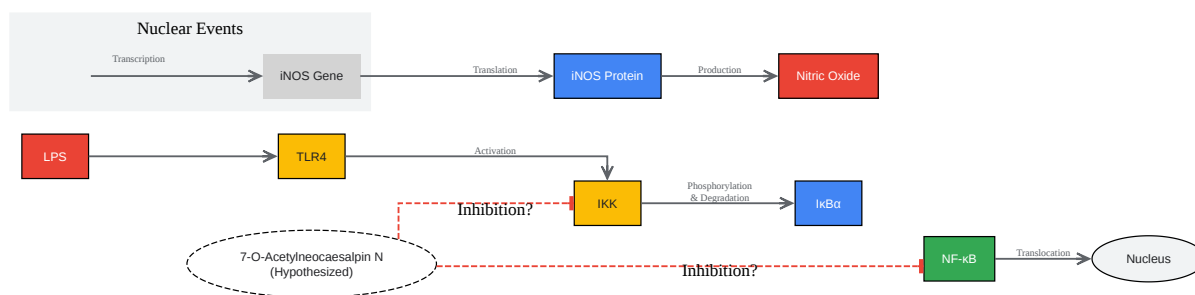 Nuclear Events
Transcription
iNOS Gene
Translation
iNOS Protein
Production
Nitric Oxide
LPS
TLR4
Activation
IKK
Phosphorylation
& Degradation
IκBα
Inhibition?
7-O-Acetylneocaesalpin N
(Hypothesized)
Inhibition?
NF-κB
Translocation
Nucleus